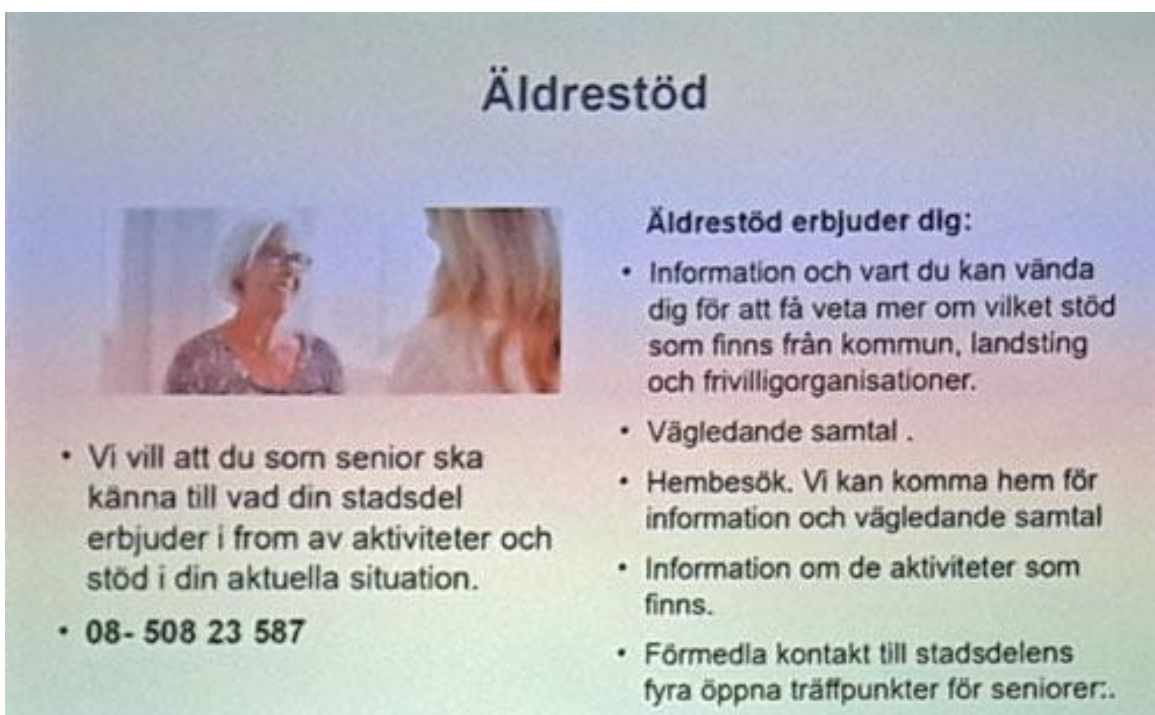 Äldrestöd
• Vi vill att du som senior ska
känna till vad din stadsdel
erbjuder i from av aktiviteter och
stöd i din aktuella situation.
• 08- 508 23 587
Äldrestöd erbjuder dig:
• Information och vart du kan vända
dig för att få veta mer om vilket stöd
som finns från kommun, landsting
och frivilligorganisationer.
• Vägledande samtal .
• Hembesök. Vi kan komma hem för
information och vägledande samtal
• Information om de aktiviteter som
finns.
• Förmedla kontakt till stadsdelens
fyra öppna träffpunkter för seniorer:.